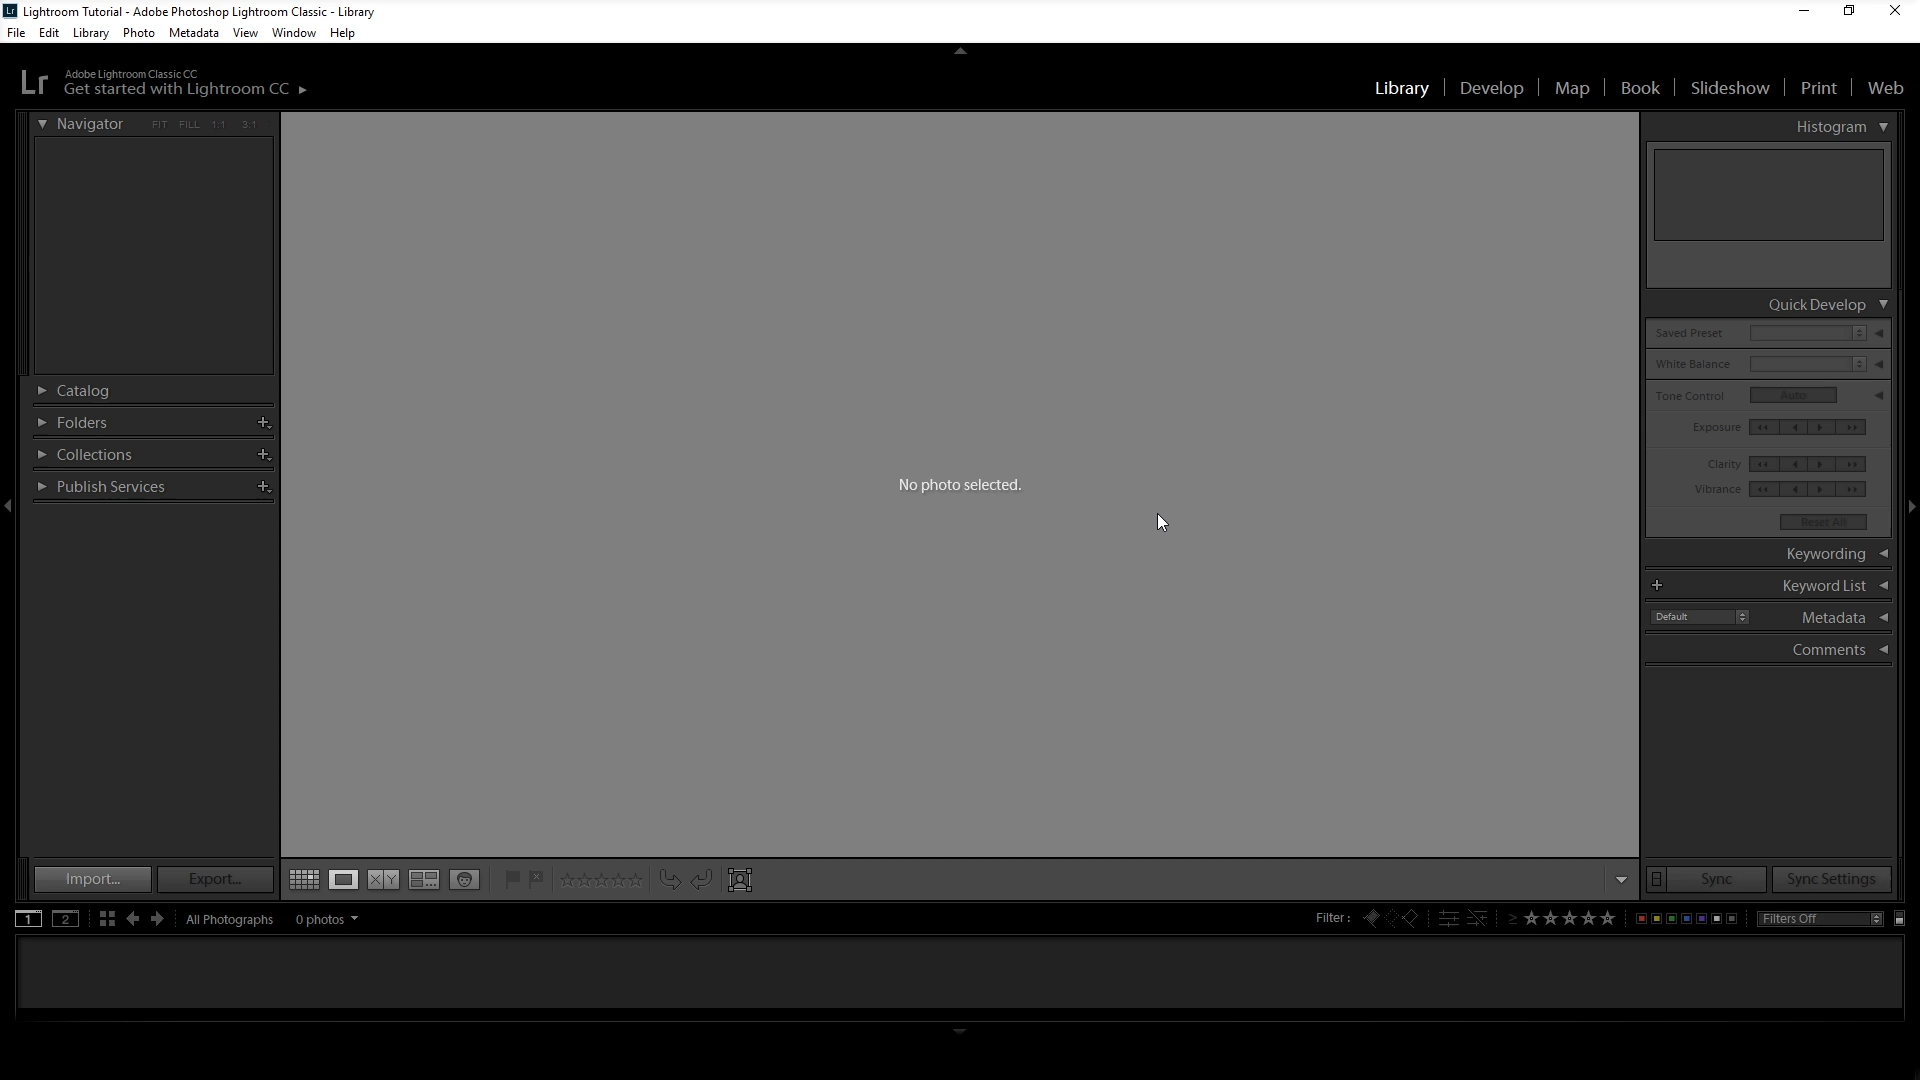 Lr Lightroom Tutorial - Adobe Photoshop Lightroom Classic - Library
File Edit Library Photo Metadata View Window Help
Lr Adobe Lightroom Classic CC
Get started with Lightroom CC
Library Develop Map Book Slideshow Print Web
Navigator FIT FILL 1:1 3:1
Histogram
Quick Develop
Saved Preset
White Balance
Tone Control Auto
Exposure
Clarity
Vibrance
Reset All
Catalog
Folders
Collections
Publish Services
No photo selected.
Keywording
Keyword List
Default Metadata
Comments
Import... Export...
X Y
Sync Sync Settings
1 2 All Photographs 0 photos
Filter: ≥ Filters Off